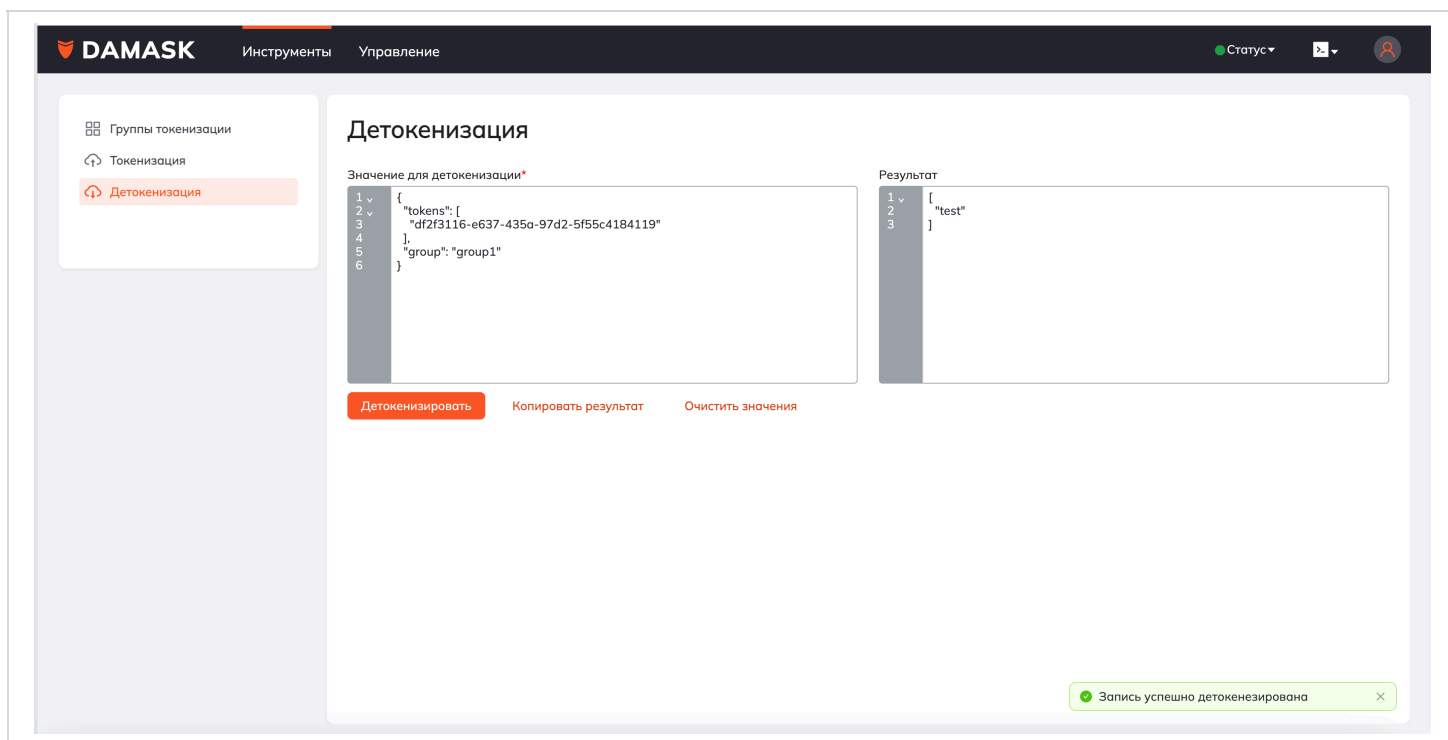 DAMASK
Инструменты Управление
Статус
Группы токенизации
Токенизация
Детокенизация
Детокенизация
Значение для детокенизации*
1 {
2 "tokens": [
3 "df2f3116-e637-435a-97d2-5f55c4184119"
4 ],
5 "group": "group1"
6 }
Результат
1 [
2 "test"
3 ]
Детокенизировать Копировать результат Очистить значения
Запись успешно детокенезирована